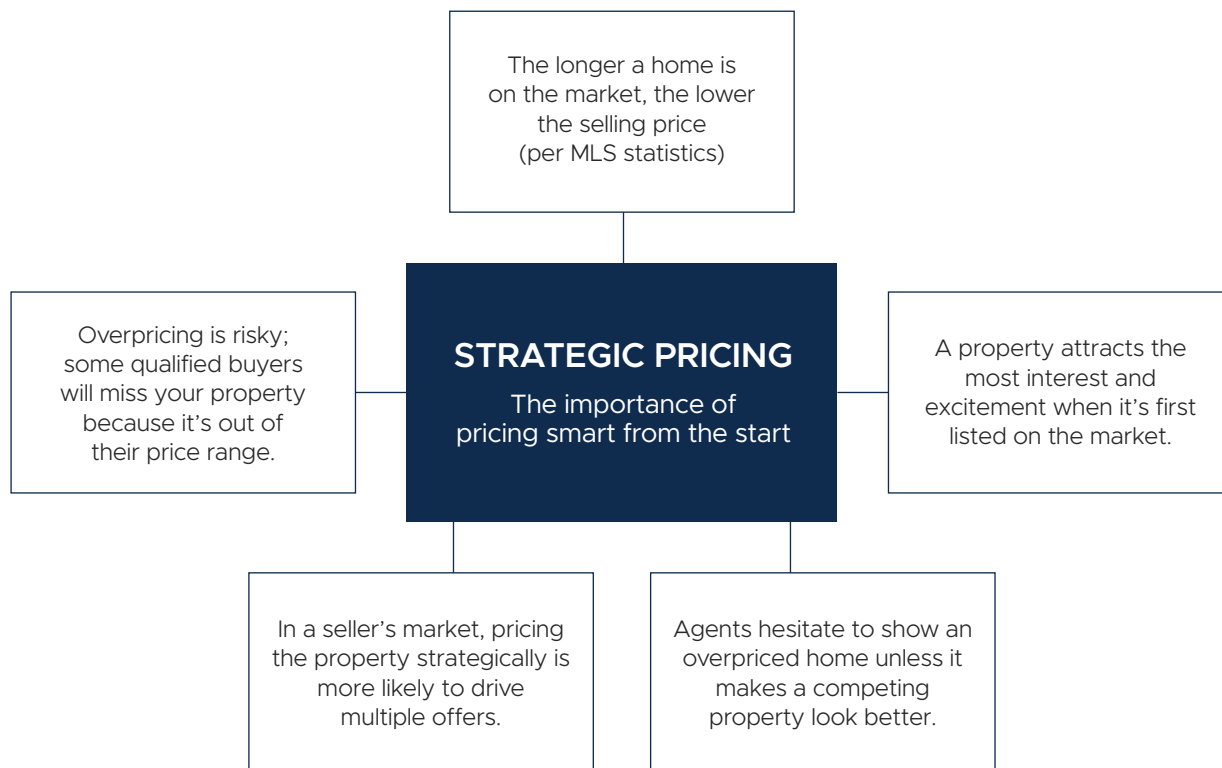 The longer a home is
on the market, the lower
the selling price
(per MLS statistics)
Overpricing is risky;
some qualified buyers
will miss your property
because it’s out of
their price range.
STRATEGIC PRICING
The importance of
pricing smart from the start
A property attracts the
most interest and
excitement when it’s first
listed on the market.
In a seller’s market, pricing
the property strategically is
more likely to drive
multiple offers.
Agents hesitate to show an
overpriced home unless it
makes a competing
property look better.